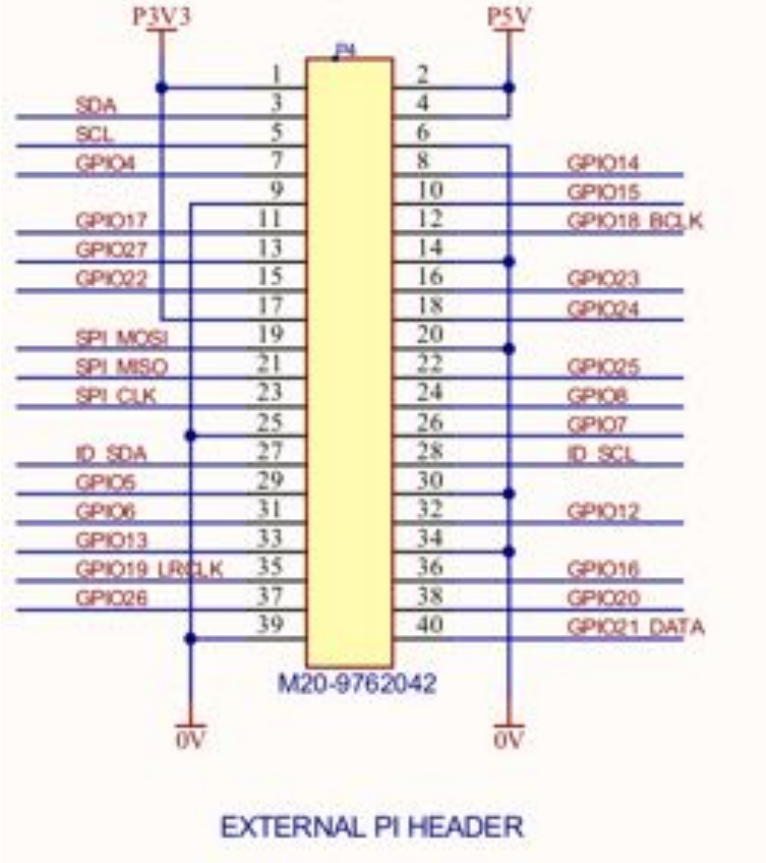 P3V3 P5V
P4
1 2
SDA 3 4
SCL 5 6
GPIO4 7 8 GPIO14
9 10 GPIO15
GPIO17 11 12 GPIO18 BCLK
GPIO27 13 14
GPIO22 15 16 GPIO23
17 18 GPIO24
SPI MOSI 19 20
SPI MISO 21 22 GPIO25
SPI CLK 23 24 GPIO8
25 26 GPIO7
ID SDA 27 28 ID SCL
GPIO5 29 30
GPIO6 31 32 GPIO12
GPIO13 33 34
GPIO19 LRCLK 35 36 GPIO16
GPIO26 37 38 GPIO20
39 40 GPIO21 DATA
M20-9762042
0V 0V
EXTERNAL PI HEADER